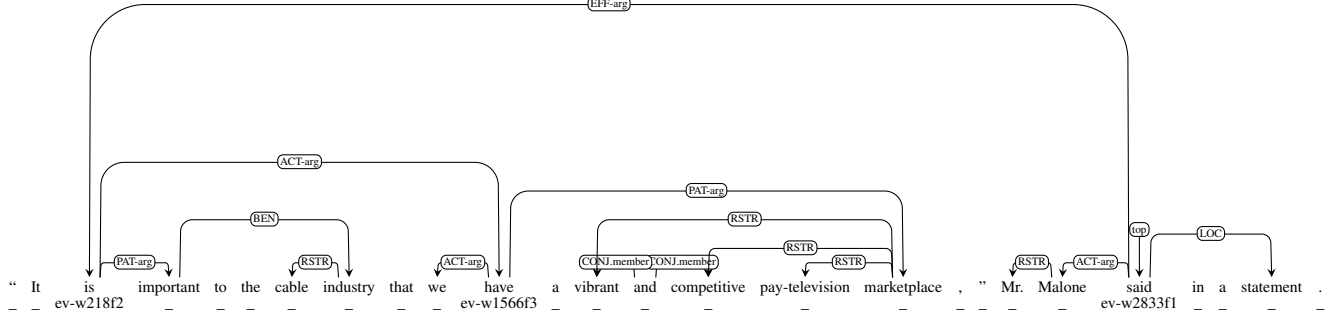 EFF-arg
ACT-arg
PAT-arg
BEN
RSTR
top
LOC
RSTR
PAT-arg
RSTR
ACT-arg
CONJ.member
CONJ.member
RSTR
RSTR
ACT-arg
“ It is important to the cable industry that we have a vibrant and competitive pay-television marketplace , ” Mr. Malone said in a statement .
_ _ ev-w218f2 _ _ _ _ _ _ _ ev-w1566f3 _ _ _ _ _ _ _ _ _ _ ev-w2833f1 _ _ _ _